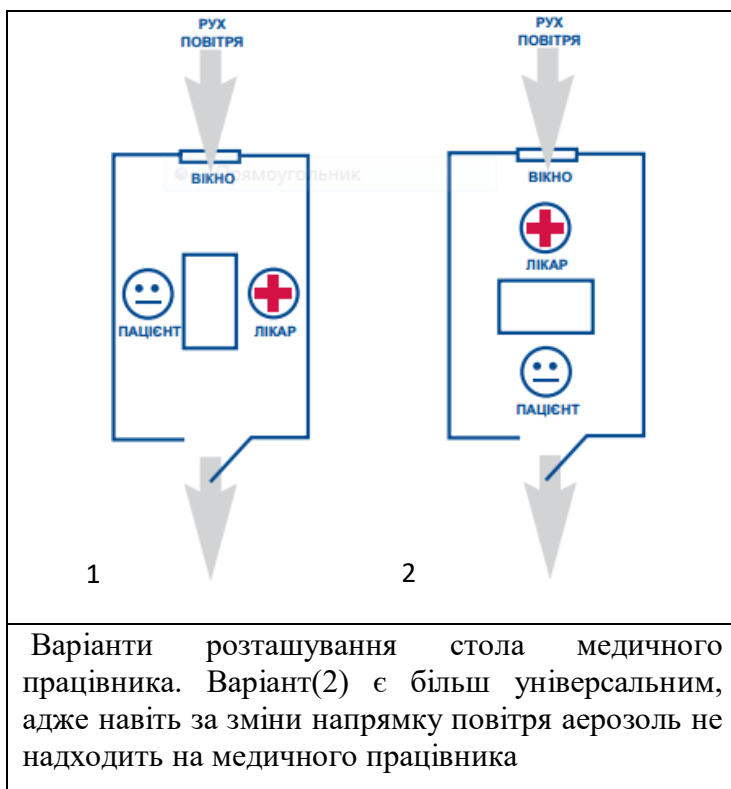 РУХ
ПОВІТРЯ
ВІКНО
Прямоугольник
ПАЦІЄНТ
ЛІКАР
1
РУХ
ПОВІТРЯ
ВІКНО
ЛІКАР
ПАЦІЄНТ
2
Варіанти розташування стола медичного
працівника. Варіант(2) є більш універсальним,
адже навіть за зміни напрямку повітря аерозоль не
надходить на медичного працівника